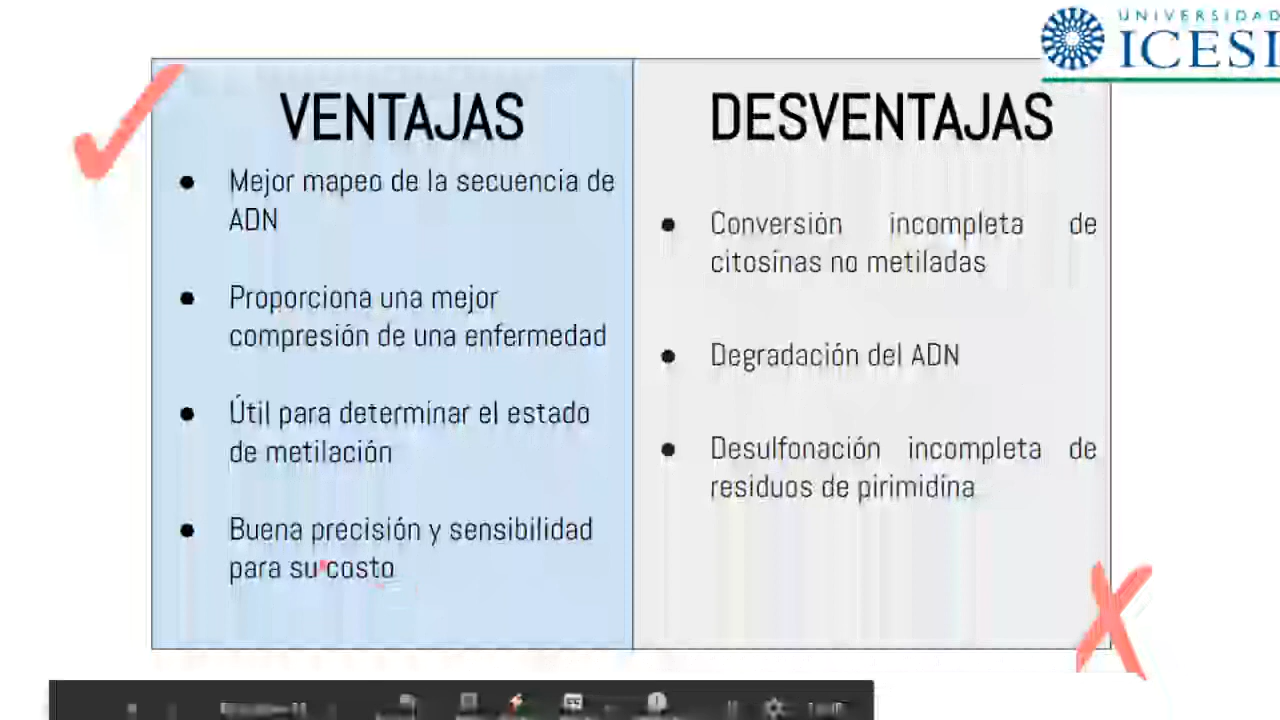 UNIVERSIDAD
ICESI
VENTAJAS
● Mejor mapeo de la secuencia de
ADN
● Proporciona una mejor
compresión de una enfermedad
● Útil para determinar el estado
de metilación
● Buena precisión y sensibilidad
para su costo
DESVENTAJAS
● Conversión incompleta de
citosinas no metiladas
● Degradación del ADN
● Desulfonación incompleta de
residuos de pirimidina